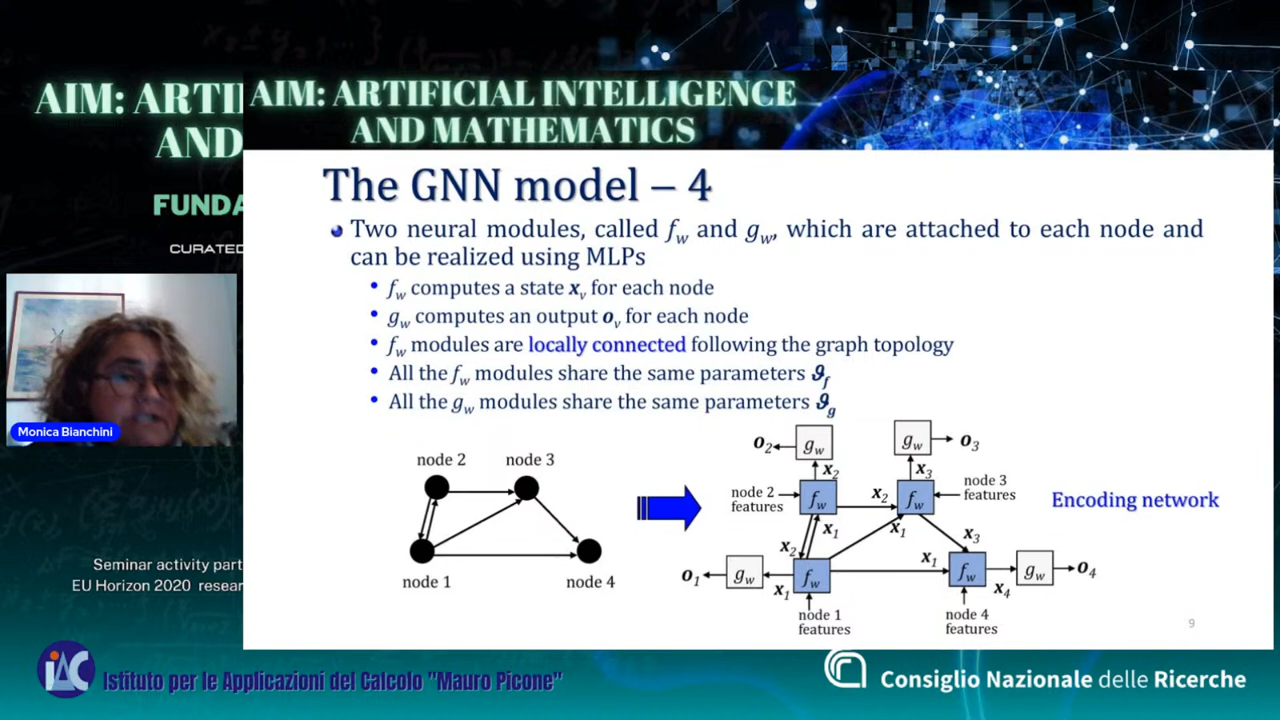 AIM: ARTI
AND
FUNDA
CURATED
AIM: ARTIFICIAL INTELLIGENCE
AND MATHEMATICS
The GNN model – 4
Two neural modules, called f_w and g_w, which are attached to each node and
can be realized using MLPs
f_w computes a state x_v for each node
g_w computes an output o_v for each node
f_w modules are locally connected following the graph topology
All the f_w modules share the same parameters ϑ_f
All the g_w modules share the same parameters ϑ_g
node 2
node 3
node 1
node 4
o_2
g_w
g_w
o_3
x_2
x_3
node 2
features
f_w
x_2
f_w
node 3
features
Encoding network
x_1
x_1
x_3
x_2
o_1
g_w
x_1
f_w
x_1
f_w
x_4
g_w
o_4
node 1
features
node 4
features
9
Monica Bianchini
Seminar activity part
EU Horizon 2020 resear
IAC
Istituto per le Applicazioni del Calcolo "Mauro Picone"
Consiglio Nazionale delle Ricerche